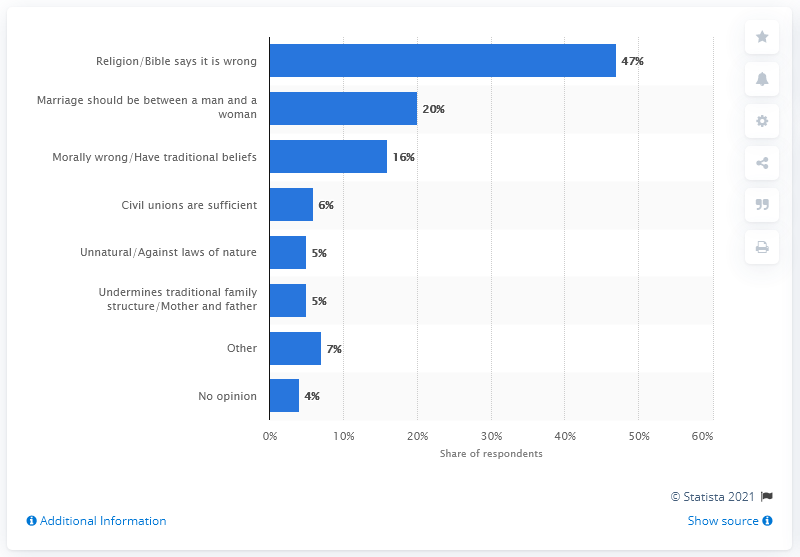 Religion/Bible says it is wrong
47%
Marriage should be between a man and a
woman
20%
Morally wrong/Have traditional beliefs
16%
Civil unions are sufficient
6%
Unnatural/Against laws of nature
5%
Undermines traditional family
structure/Mother and father
5%
Other
7%
No opinion
4%
0% 10% 20% 30% 40% 50% 60%
Share of respondents
© Statista 2021
Additional Information
Show source